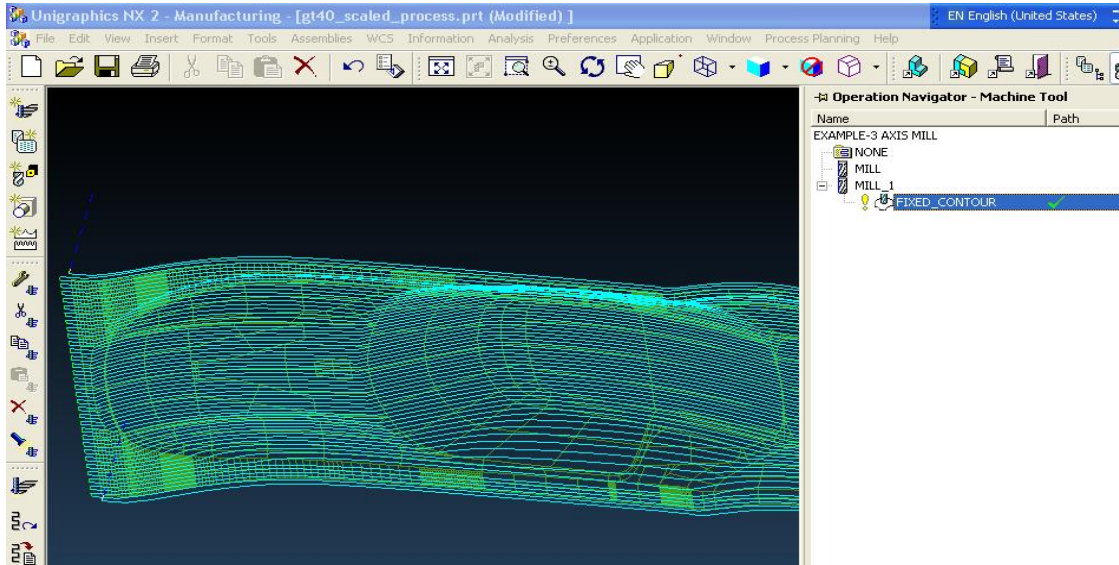 Unigraphics NX 2 - Manufacturing - [gt40_scaled_process.prt (Modified) ]
EN English (United States)
File Edit View Insert Format Tools Assemblies WCS Information Analysis Preferences Application Window Process Planning Help
Operation Navigator - Machine Tool
Name Path
EXAMPLE-3 AXIS MILL
NONE
MILL
MILL_1
FIXED_CONTOUR